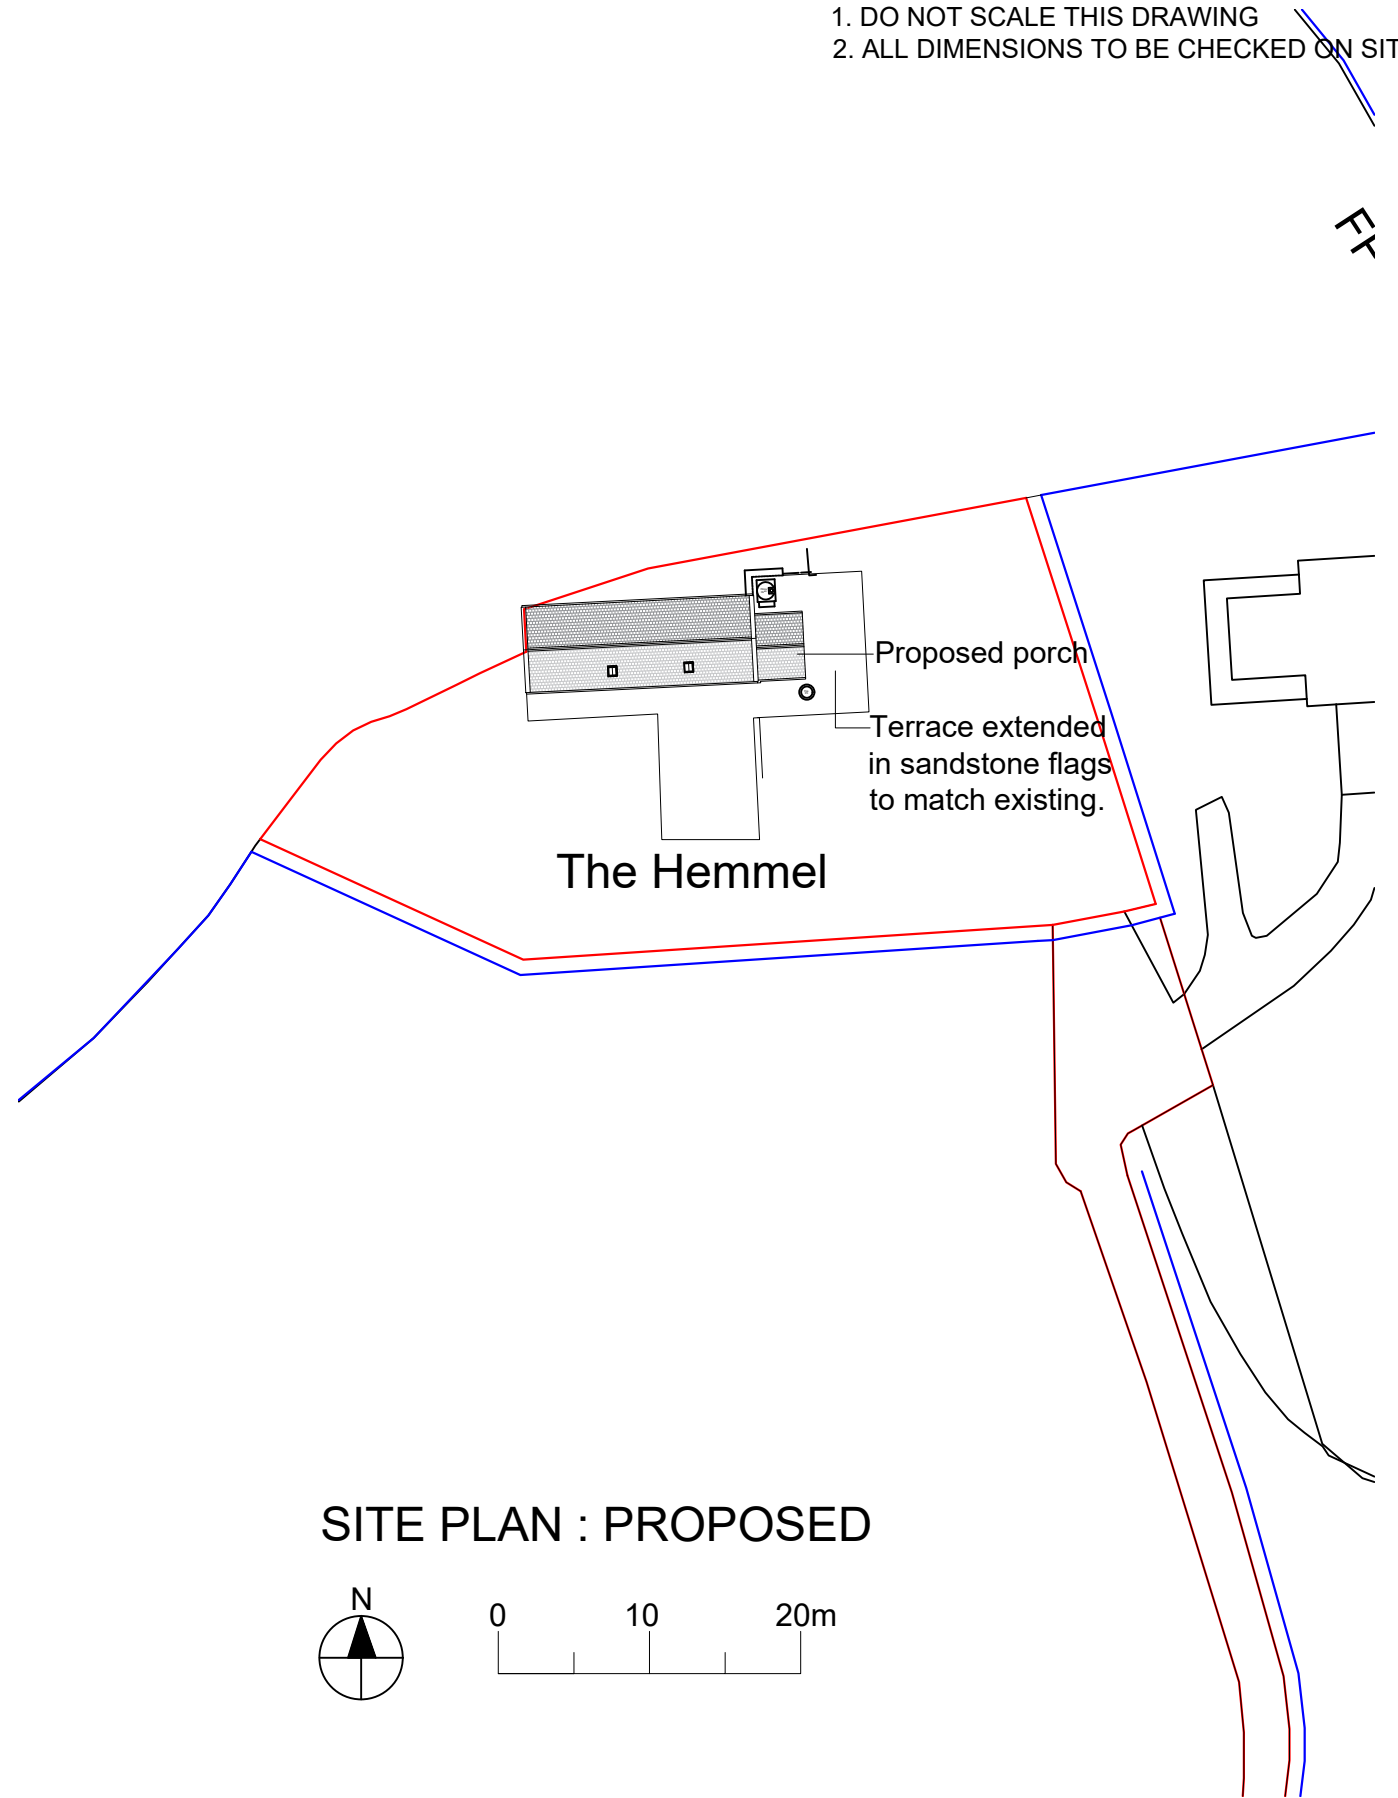 1. DO NOT SCALE THIS DRAWING
2. ALL DIMENSIONS TO BE CHECKED ON SIT
Proposed porch
Terrace extended
in sandstone flags
to match existing.
The Hemmel
SITE PLAN : PROPOSED
N
0 10 20m